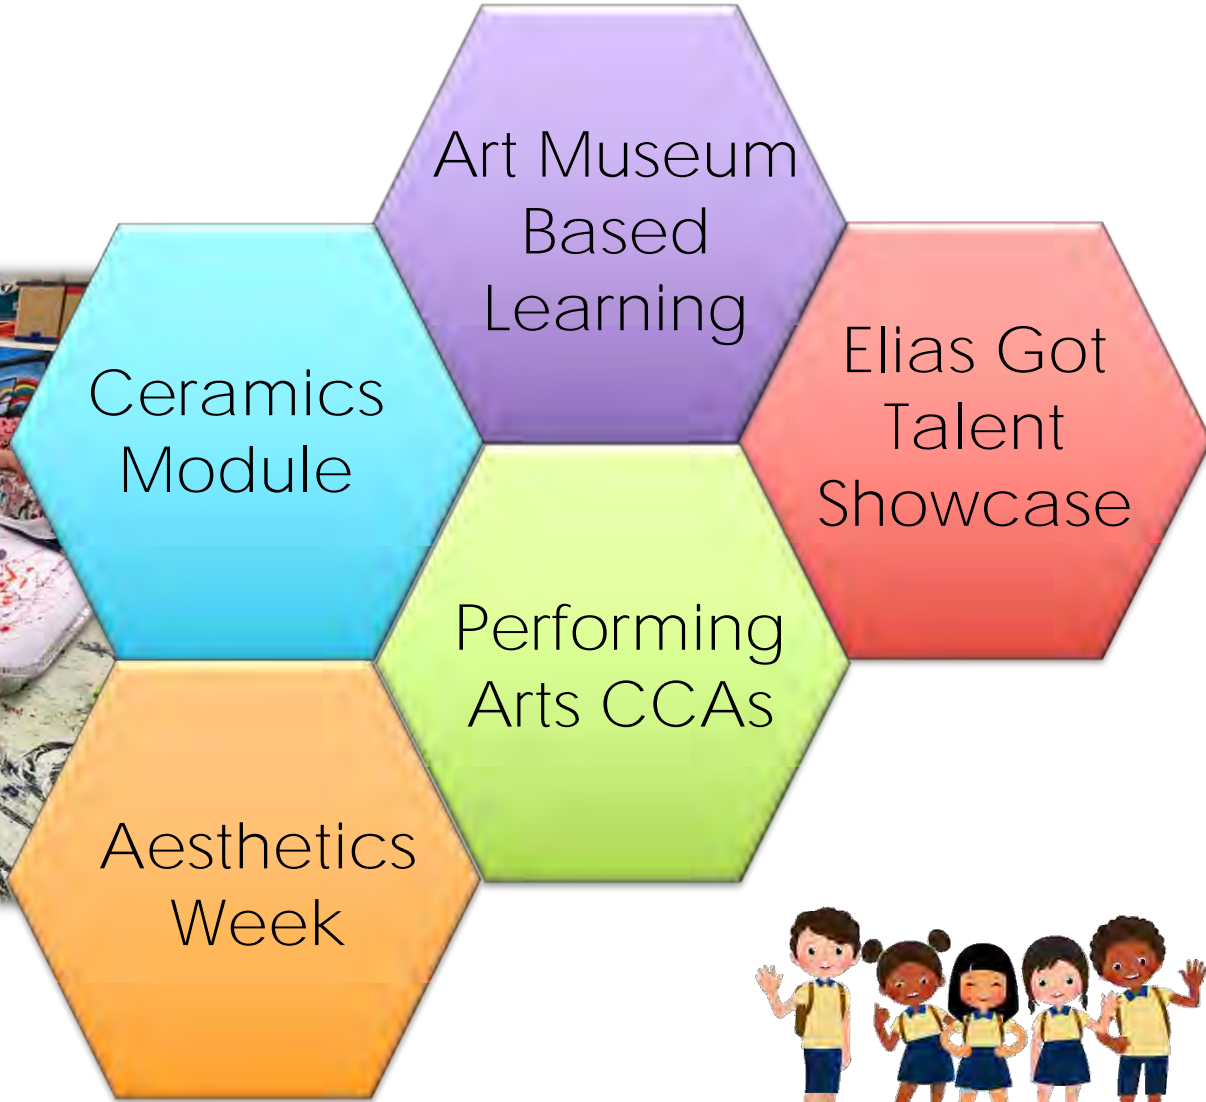 Art Museum
Based
Learning
Ceramics
Module
Elias Got
Talent
Showcase
Performing
Arts CCAs
Aesthetics
Week